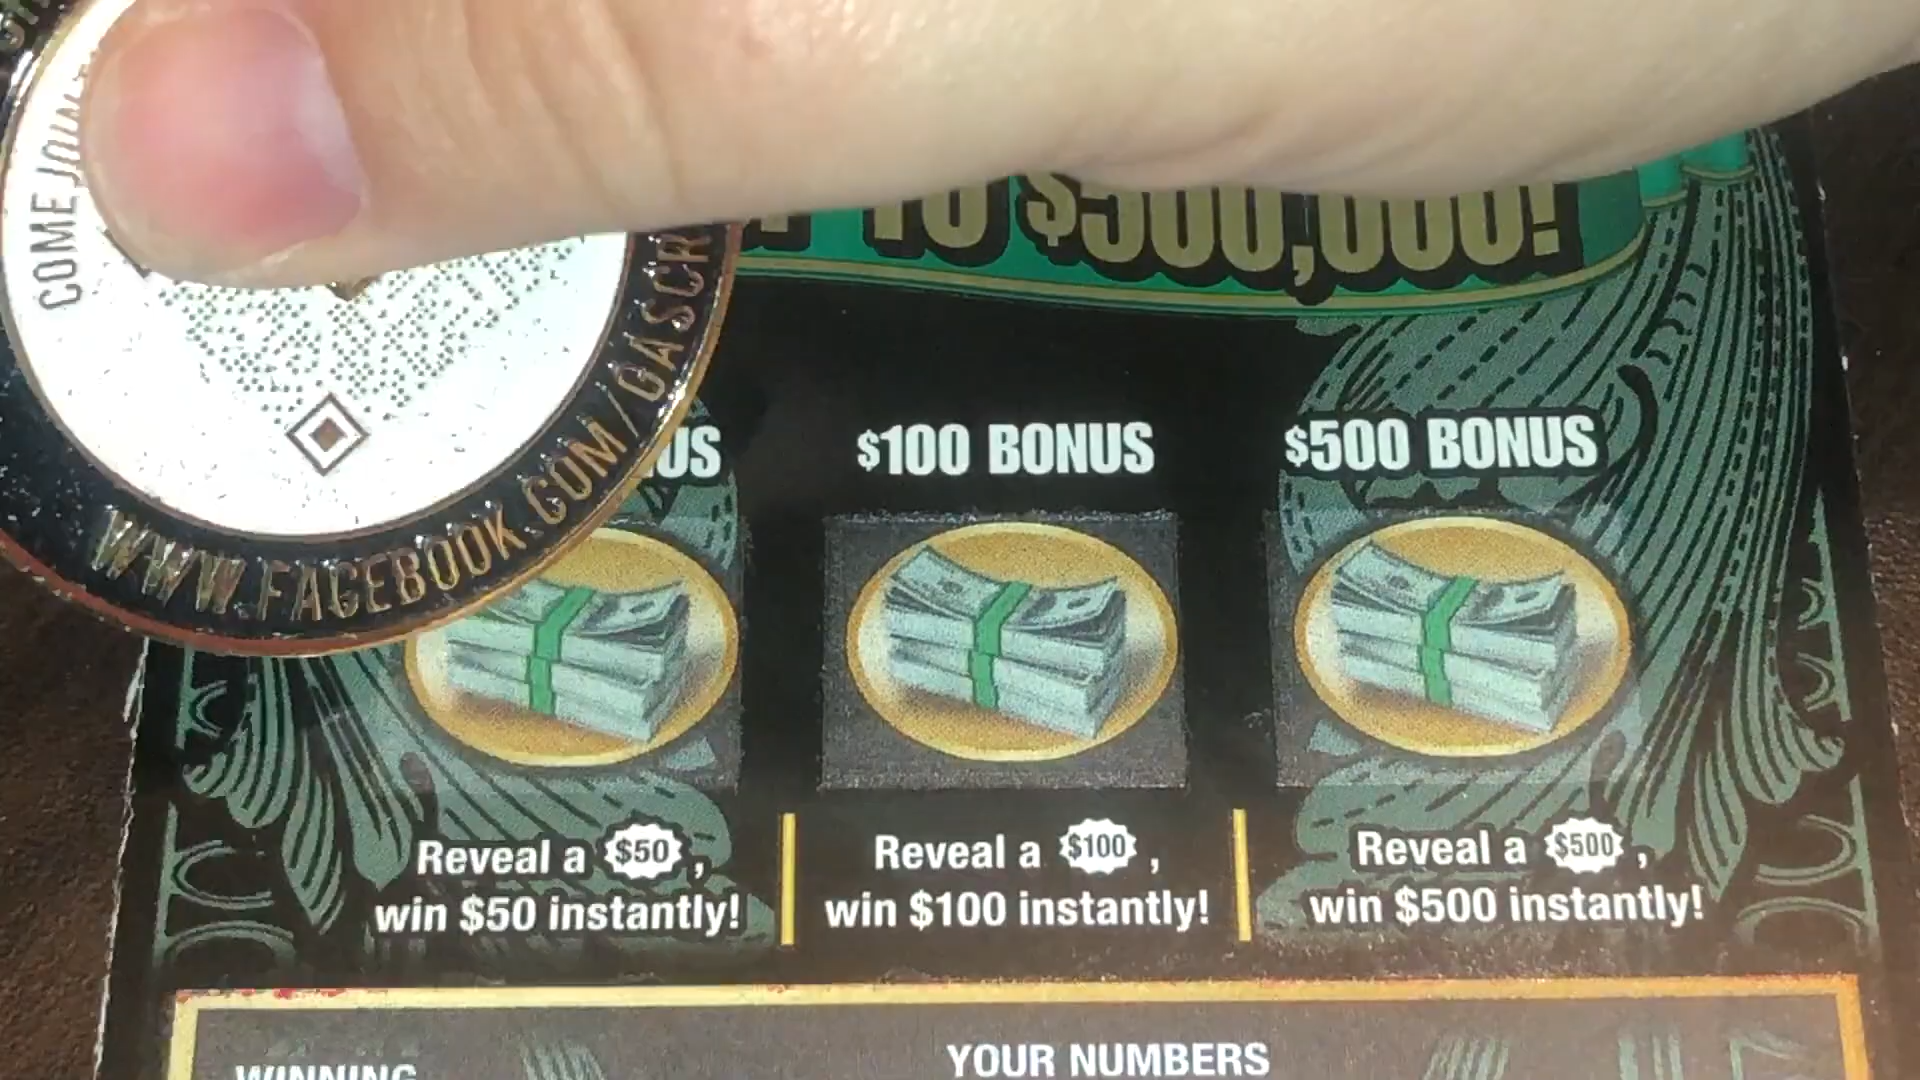 COME JOIN
WWW.FACEBOOK.COM/GASCR
TO $500,000!
$100 BONUS
$500 BONUS
Reveal a $50,
win $50 instantly!
Reveal a $100,
win $100 instantly!
Reveal a $500,
win $500 instantly!
WINNING
YOUR NUMBERS